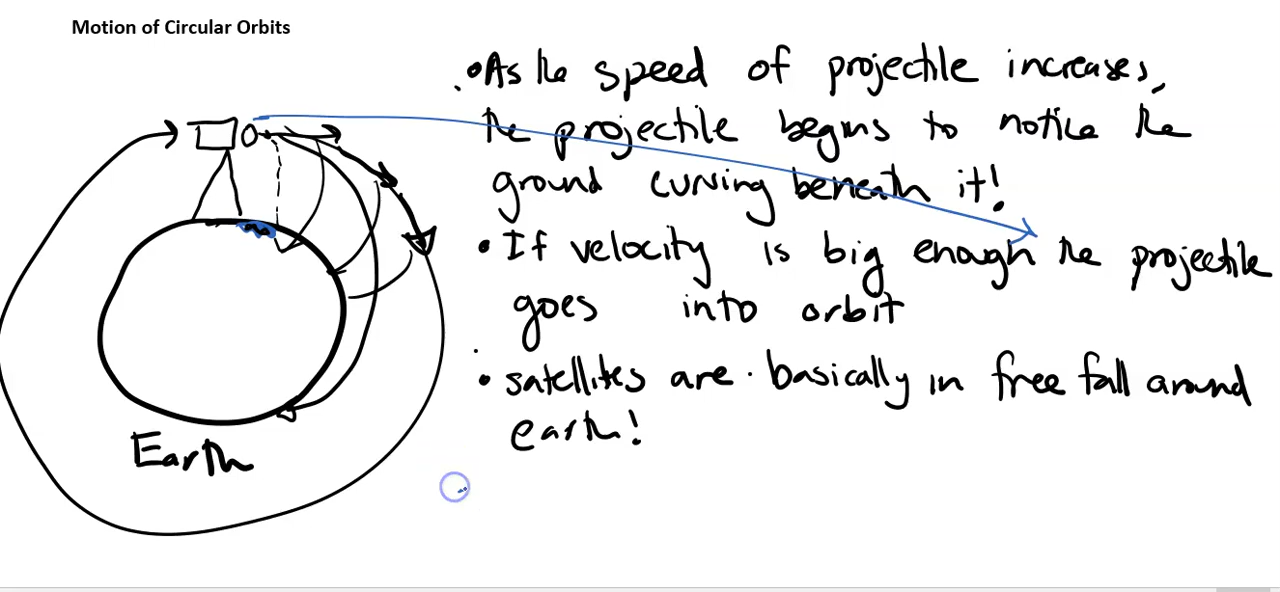 Motion of Circular Orbits
• As the speed of projectile increases,
the projectile begins to notice the
ground curving beneath it!
• If velocity is big enough the projectile
goes into orbit
• satellites are basically in free fall around
earth!
Earth